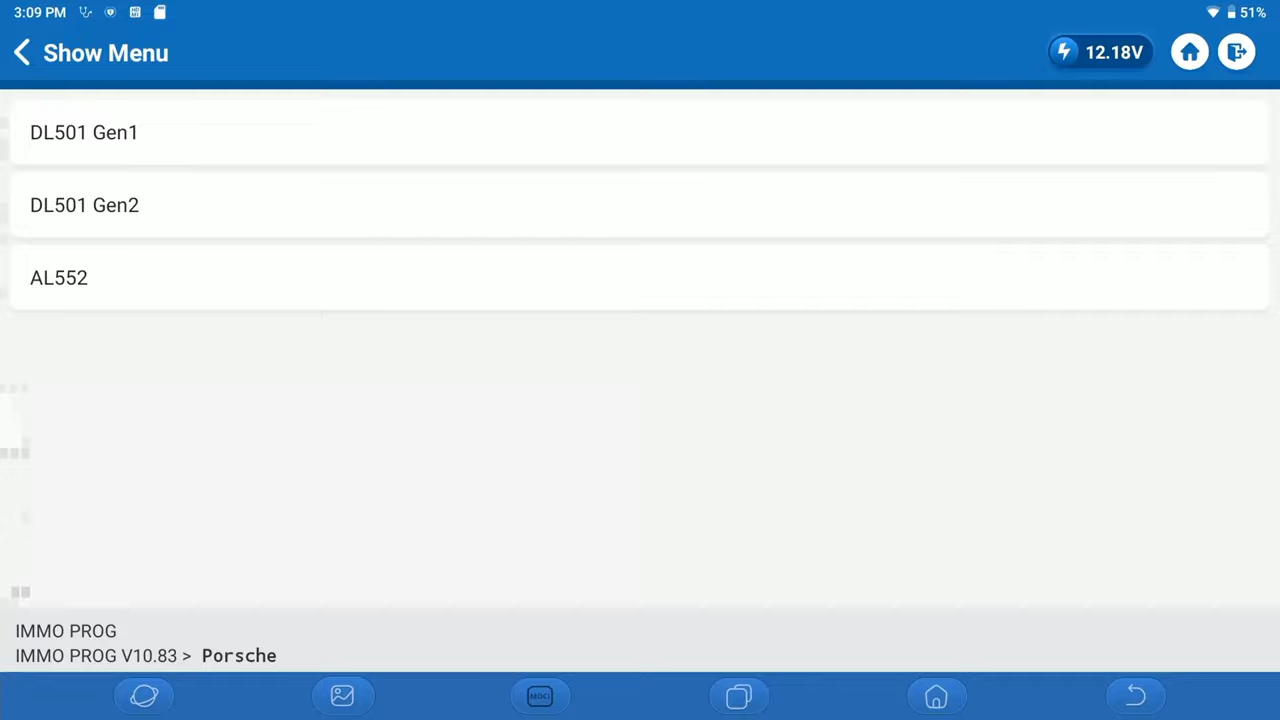 3:09 PM
51%
Show Menu
12.18V
DL501 Gen1
DL501 Gen2
AL552
IMMO PROG
IMMO PROG V10.83 > Porsche